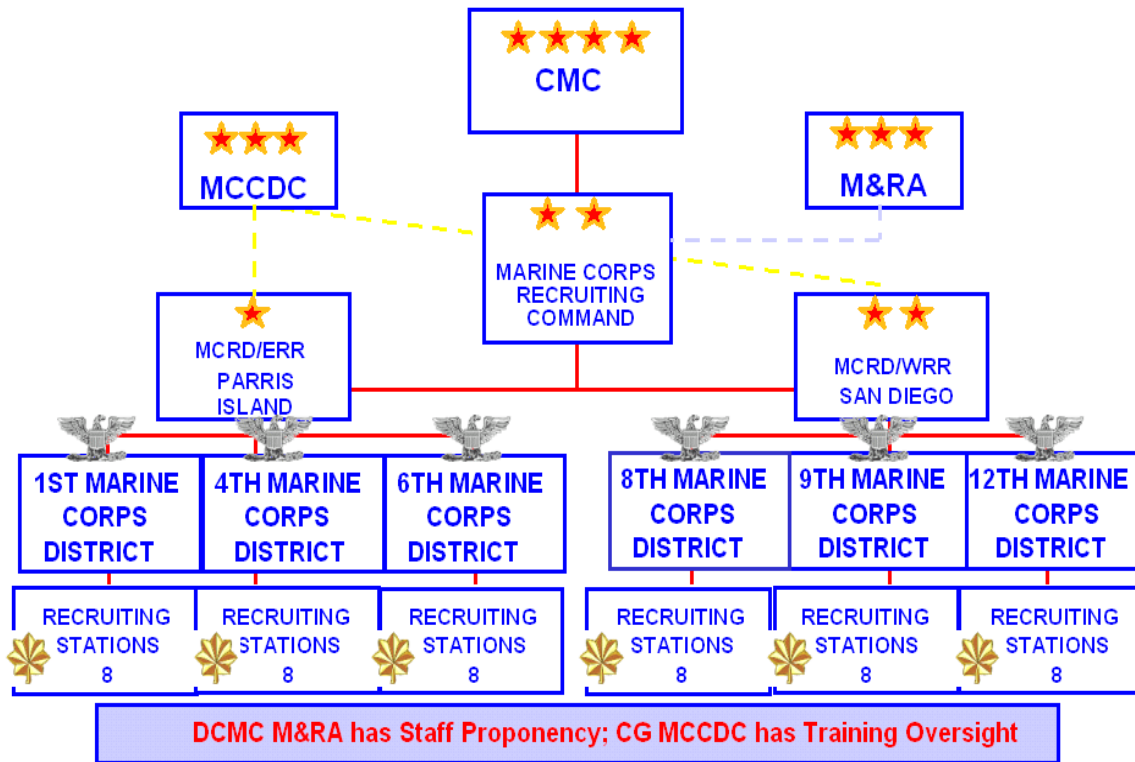 CMC
MCCDC
M&RA
MARINE CORPS
RECRUITING
COMMAND
MCRD/ERR
PARRIS
ISLAND
MCRD/WRR
SAN DIEGO
1ST MARINE
CORPS
DISTRICT
4TH MARINE
CORPS
DISTRICT
6TH MARINE
CORPS
DISTRICT
8TH MARINE
CORPS
DISTRICT
9TH MARINE
CORPS
DISTRICT
12TH MARINE
CORPS
DISTRICT
RECRUITING
STATIONS
8
RECRUITING
STATIONS
8
RECRUITING
STATIONS
8
RECRUITING
STATIONS
8
RECRUITING
STATIONS
8
RECRUITING
STATIONS
8
DCMC M&RA has Staff Proponency; CG MCCDC has Training Oversight